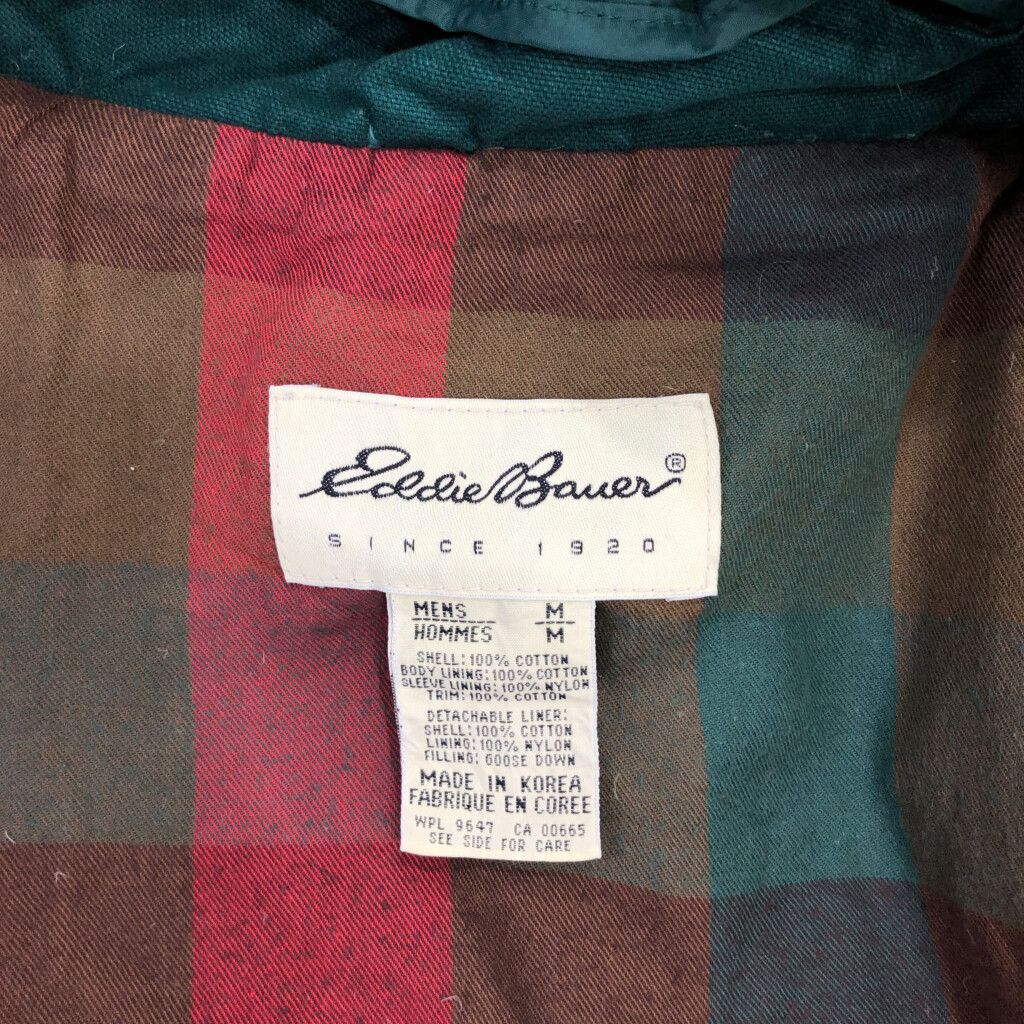 Eddie Bauer®
SINCE 1920
MENS M
HOMMES M
SHELL: 100% COTTON
BODY LINING: 100% COTTON
SLEEVE LINING: 100% NYLON
TRIM: 100% COTTON
DETACHABLE LINER:
SHELL: 100% COTTON
LINING: 100% NYLON
FILLING: GOOSE DOWN
MADE IN KOREA
FABRIQUE EN COREE
WPL 9647 CA 00665
SEE SIDE FOR CARE